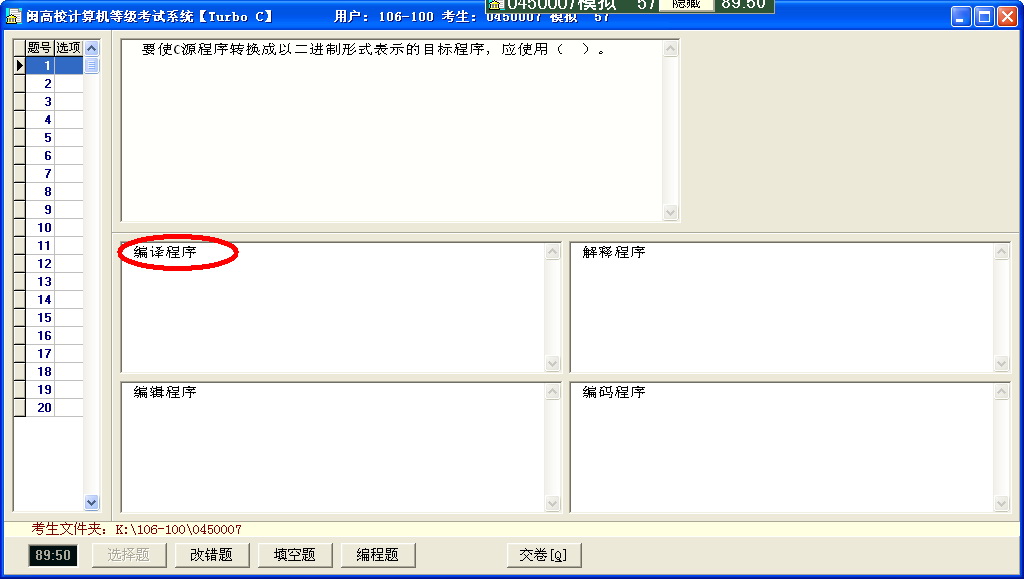 闽高校计算机等级考试系统【Turbo C】 用户: 106-100 考生: 0450007 模拟 57
0450007模拟 57 隐藏 89:50
题号 选项
1
2
3
4
5
6
7
8
9
10
11
12
13
14
15
16
17
18
19
20
要使C源程序转换成以二进制形式表示的目标程序，应使用（ ）。
编译程序
解释程序
编辑程序
编码程序
考生文件夹: K:\106-100\0450007
89:50 选择题 改错题 填空题 编程题 交卷[Q]